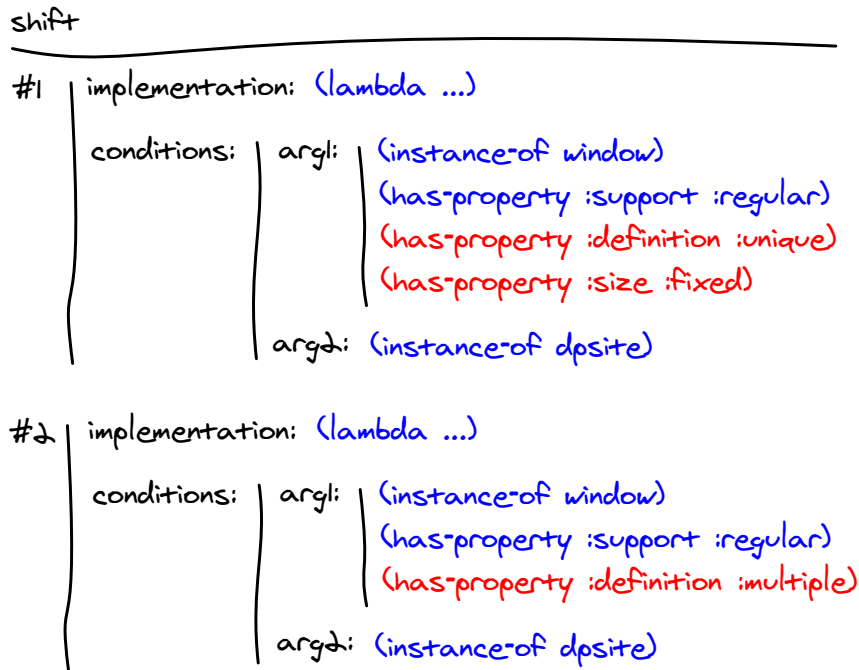 shift
#1 implementation: (lambda ...)
conditions: arg1: (instance-of window)
(has-property :support :regular)
(has-property :definition :unique)
(has-property :size :fixed)
arg2: (instance-of dpsite)
#2 implementation: (lambda ...)
conditions: arg1: (instance-of window)
(has-property :support :regular)
(has-property :definition :multiple)
arg2: (instance-of dpsite)